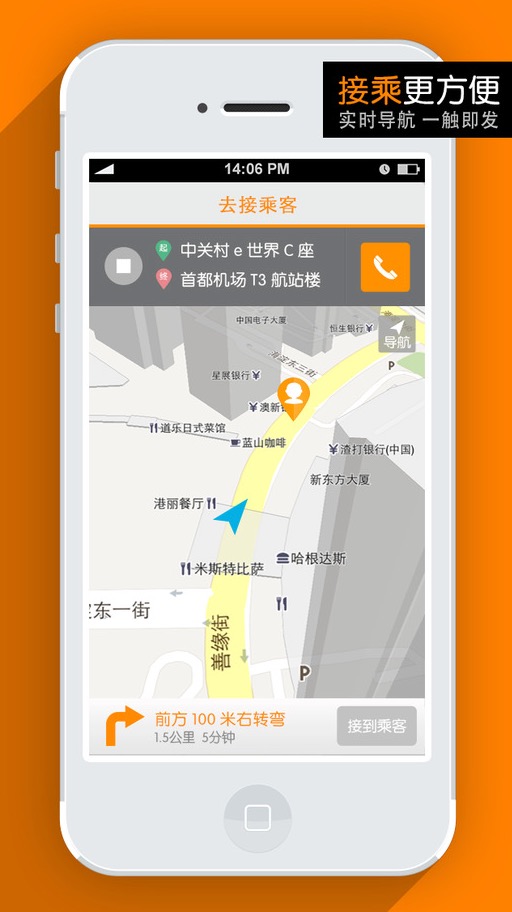 接乘更方便
实时导航 一触即发
14:06 PM
去接乘客
起 中关村 e 世界 C 座
终 首都机场 T3 航站楼
中国电子大厦
恒生银行
导航
海淀东三街
P
星展银行
澳新银
道乐日式菜馆
蓝山咖啡
渣打银行(中国)
新东方大厦
港丽餐厅
哈根达斯
米斯特比萨
东一街
善缘街
P
前方 100 米右转弯
1.5公里 5分钟
接到乘客